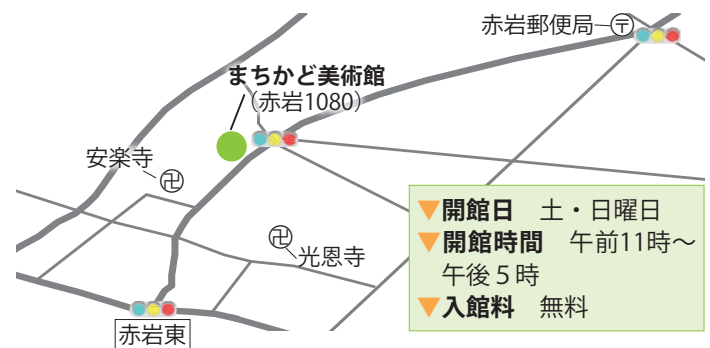 赤岩郵便局
〒
まちかど美術館
(赤岩1080)
安楽寺
卍
卍
光恩寺
▼開館日 土・日曜日
▼開館時間 午前11時～
午後5時
▼入館料 無料
赤岩東